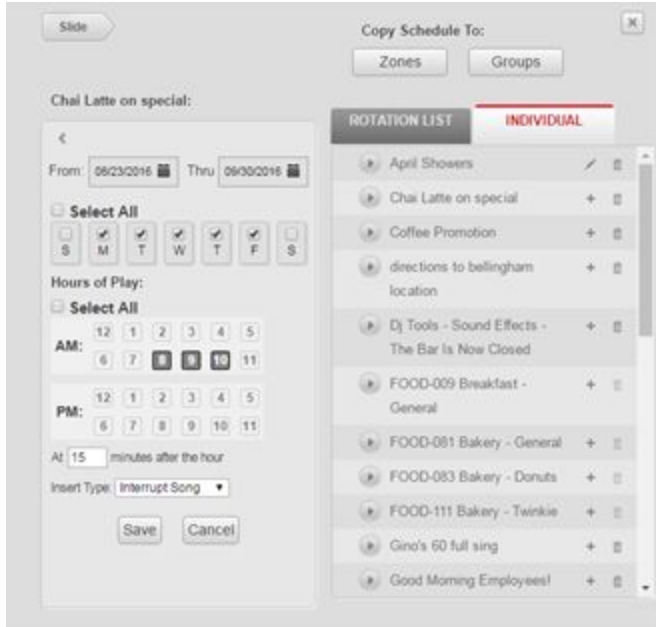 Slide
Copy Schedule To:
Zones Groups
Chai Latte on special:
From: 06/23/2016 Thru 06/30/2016
Select All
S M T W T F S
Hours of Play:
Select All
AM:
12 1 2 3 4 5
6 7 8 9 10 11
PM:
12 1 2 3 4 5
6 7 8 9 10 11
At 15 minutes after the hour
Insert Type: Interrupt Song
Save Cancel
ROTATION LIST INDIVIDUAL
April Showers
Chai Latte on special
Coffee Promotion
directions to bellingham
location
Dj Tools - Sound Effects -
The Bar Is Now Closed
FOOD-009 Breakfast -
General
FOOD-081 Bakery - General
FOOD-083 Bakery - Donuts
FOOD-111 Bakery - Twinkie
Gino's 60 full sing
Good Morning Employees!